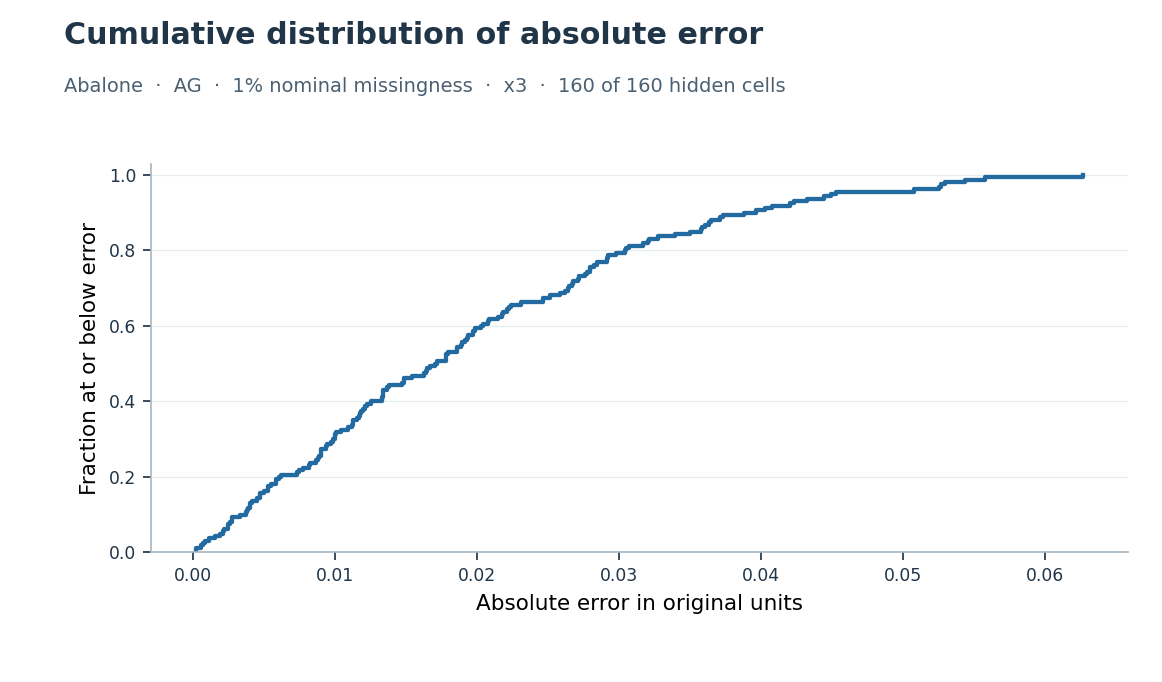 Cumulative distribution of absolute error
Abalone · AG · 1% nominal missingness · x3 · 160 of 160 hidden cells
Fraction at or below error
1.0
0.8
0.6
0.4
0.2
0.0
0.00 0.01 0.02 0.03 0.04 0.05 0.06
Absolute error in original units